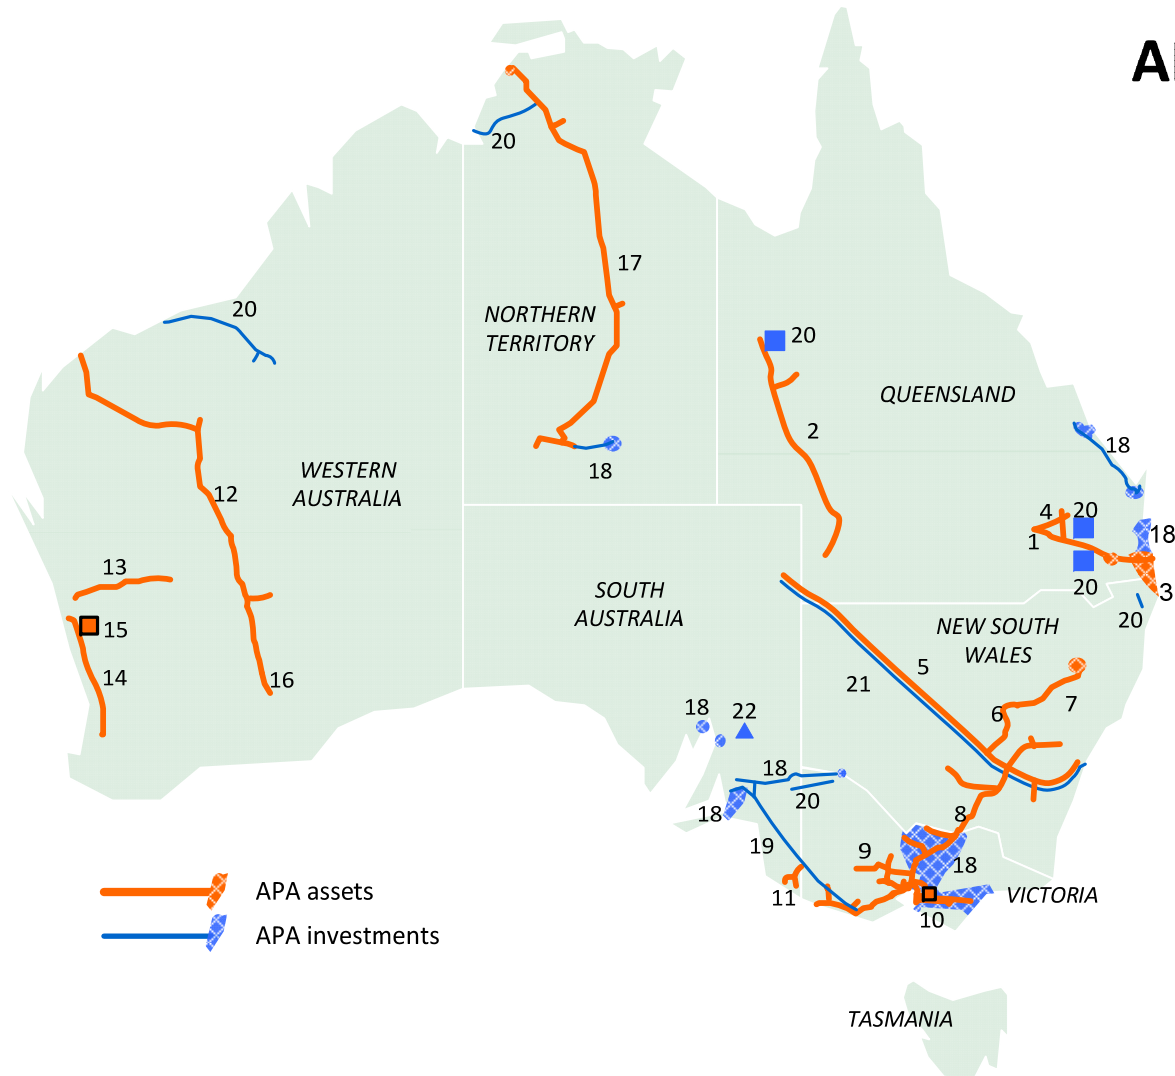 20
17
20
NORTHERN
TERRITORY
20
QUEENSLAND
2
18
WESTERN
AUSTRALIA
18
12
4
20
1
18
13
20
3
SOUTH
AUSTRALIA
20
15
NEW SOUTH
WALES
5
14
16
21
7
6
18
22
18
20
18
8
19
9
18
11
VICTORIA
10
APA assets
APA investments
TASMANIA